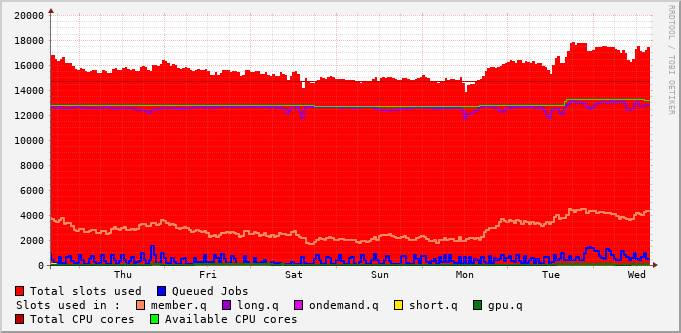 20000
18000
16000
14000
12000
10000
8000
6000
4000
2000
0
Thu Fri Sat Sun Mon Tue Wed
RRDTOOL / TOBI OETIKER
Total slots used Queued Jobs
Slots used in : member.q long.q ondemand.q short.q gpu.q
Total CPU cores Available CPU cores